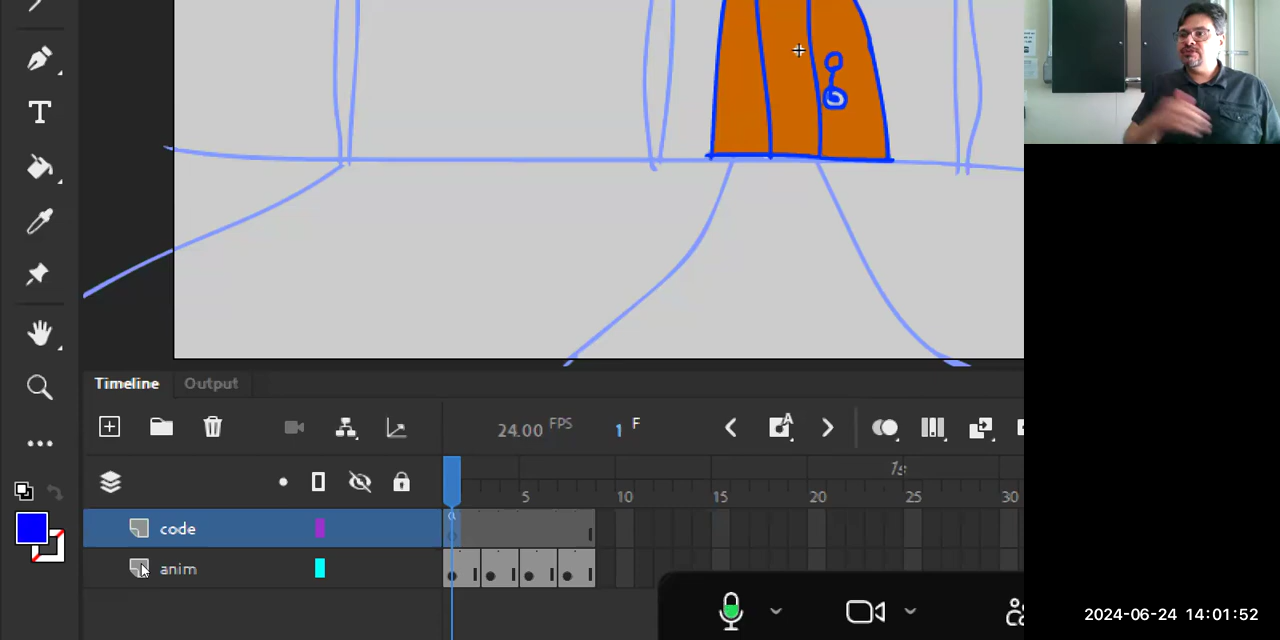 T
Timeline Output
24.00 FPS 1 F
A
1s
5 10 15 20 25 30
code
a
anim
2024-06-24 14:01:52